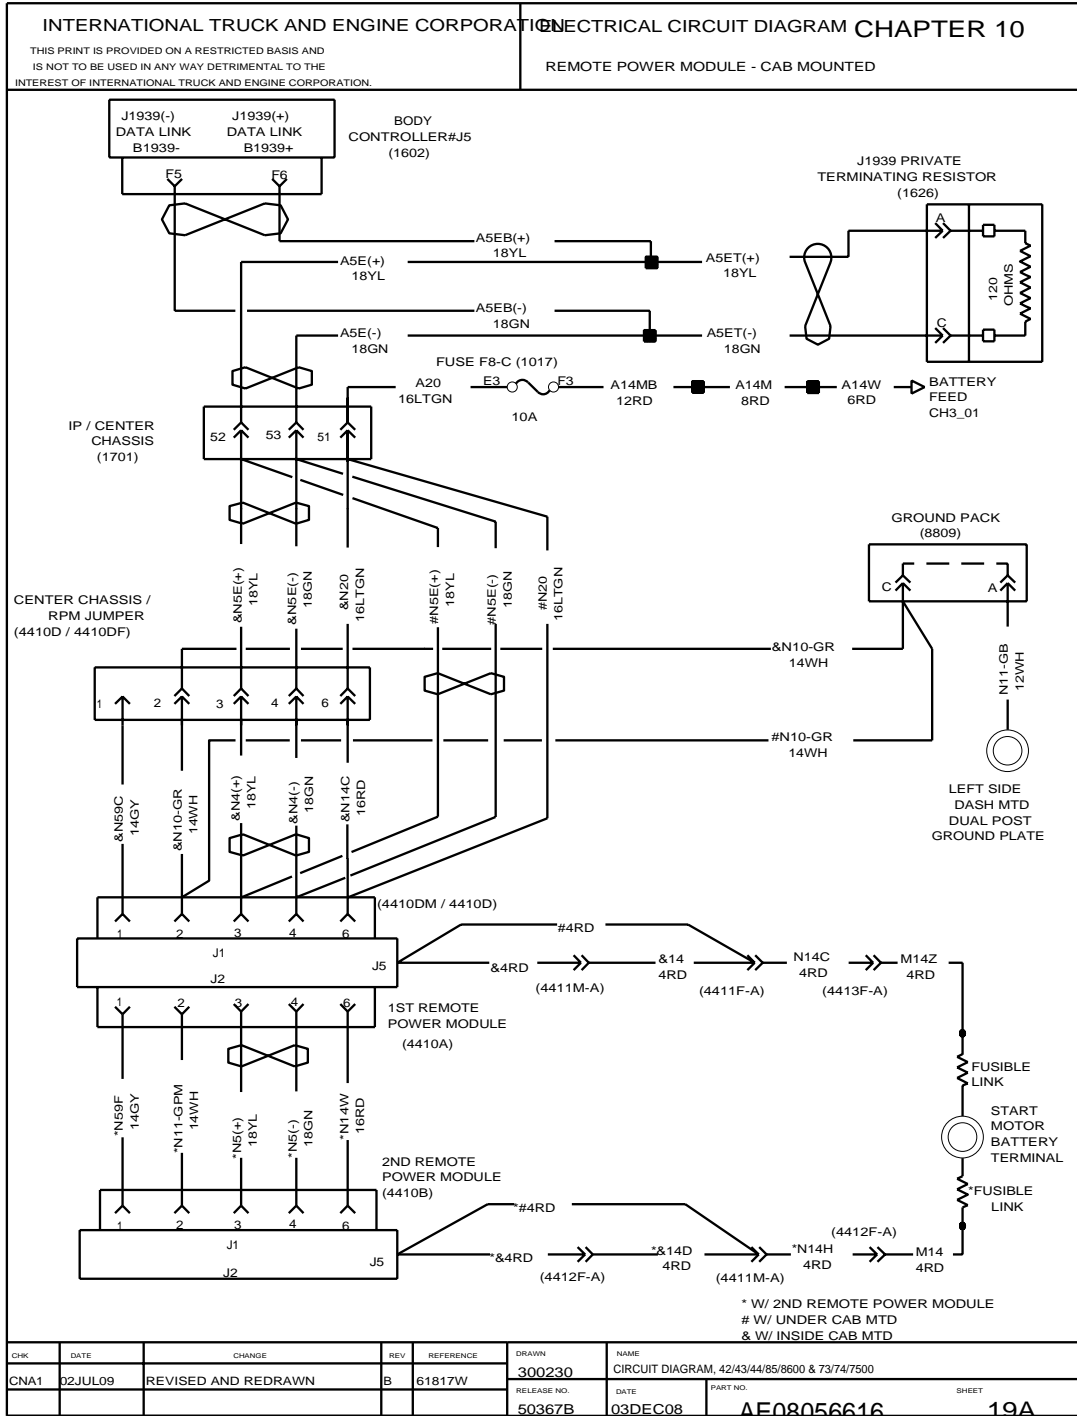 INTERNATIONAL TRUCK AND ENGINE CORPORATION
ELECTRICAL CIRCUIT DIAGRAM CHAPTER 10
THIS PRINT IS PROVIDED ON A RESTRICTED BASIS AND
IS NOT TO BE USED IN ANY WAY DETRIMENTAL TO THE
INTEREST OF INTERNATIONAL TRUCK AND ENGINE CORPORATION.
REMOTE POWER MODULE - CAB MOUNTED
J1939(-)
DATA LINK
B1939-
J1939(+)
DATA LINK
B1939+
BODY
CONTROLLER#J5
(1602)
F5
F6
J1939 PRIVATE
TERMINATING RESISTOR
(1626)
A
C
120
OHMS
A5EB(+)
18YL
A5E(+)
18YL
A5ET(+)
18YL
A5EB(-)
18GN
A5E(-)
18GN
A5ET(-)
18GN
FUSE F8-C (1017)
A20
16LTGN
E3
F3
10A
A14MB
12RD
A14M
8RD
A14W
6RD
BATTERY
FEED
CH3_01
IP / CENTER
CHASSIS
(1701)
52
53
51
GROUND PACK
(8809)
C
A
&N5E(+)
18YL
&N5E(-)
18GN
&N20
16LTGN
#N5E(+)
18YL
#N5E(-)
18GN
#N20
16LTGN
CENTER CHASSIS /
RPM JUMPER
(4410D / 4410DF)
&N10-GR
14WH
N11-GB
12WH
1
2
3
4
6
#N10-GR
14WH
LEFT SIDE
DASH MTD
DUAL POST
GROUND PLATE
&N59C
14GY
&N10-GR
14WH
&N4(+)
18YL
&N4(-)
18GN
&N14C
16RD
(4410DM / 4410D)
1
2
3
4
6
J1
J2
J5
#4RD
&4RD
(4411M-A)
&14
4RD
(4411F-A)
N14C
4RD
(4413F-A)
M14Z
4RD
1
2
3
4
6
1ST REMOTE
POWER MODULE
(4410A)
FUSIBLE
LINK
START
MOTOR
BATTERY
TERMINAL
*FUSIBLE
LINK
*N59F
14GY
*N11-GPM
14WH
*N5(+)
18YL
*N5(-)
18GN
*N14W
16RD
2ND REMOTE
POWER MODULE
(4410B)
1
2
3
4
6
J1
J2
J5
*#4RD
*&4RD
(4412F-A)
*&14D
4RD
(4411M-A)
*N14H
4RD
(4412F-A)
M14
4RD
* W/ 2ND REMOTE POWER MODULE
# W/ UNDER CAB MTD
& W/ INSIDE CAB MTD
CHK DATE CHANGE REV REFERENCE
CNA1 02JUL09 REVISED AND REDRAWN B 61817W
DRAWN
300230
NAME
CIRCUIT DIAGRAM, 42/43/44/85/8600 & 73/74/7500
RELEASE NO.
50367B
DATE
03DEC08
PART NO.
AE08056616
SHEET
19A